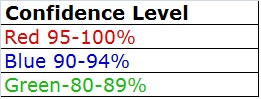 Confidence Level
Red 95-100%
Blue 90-94%
Green-80-89%